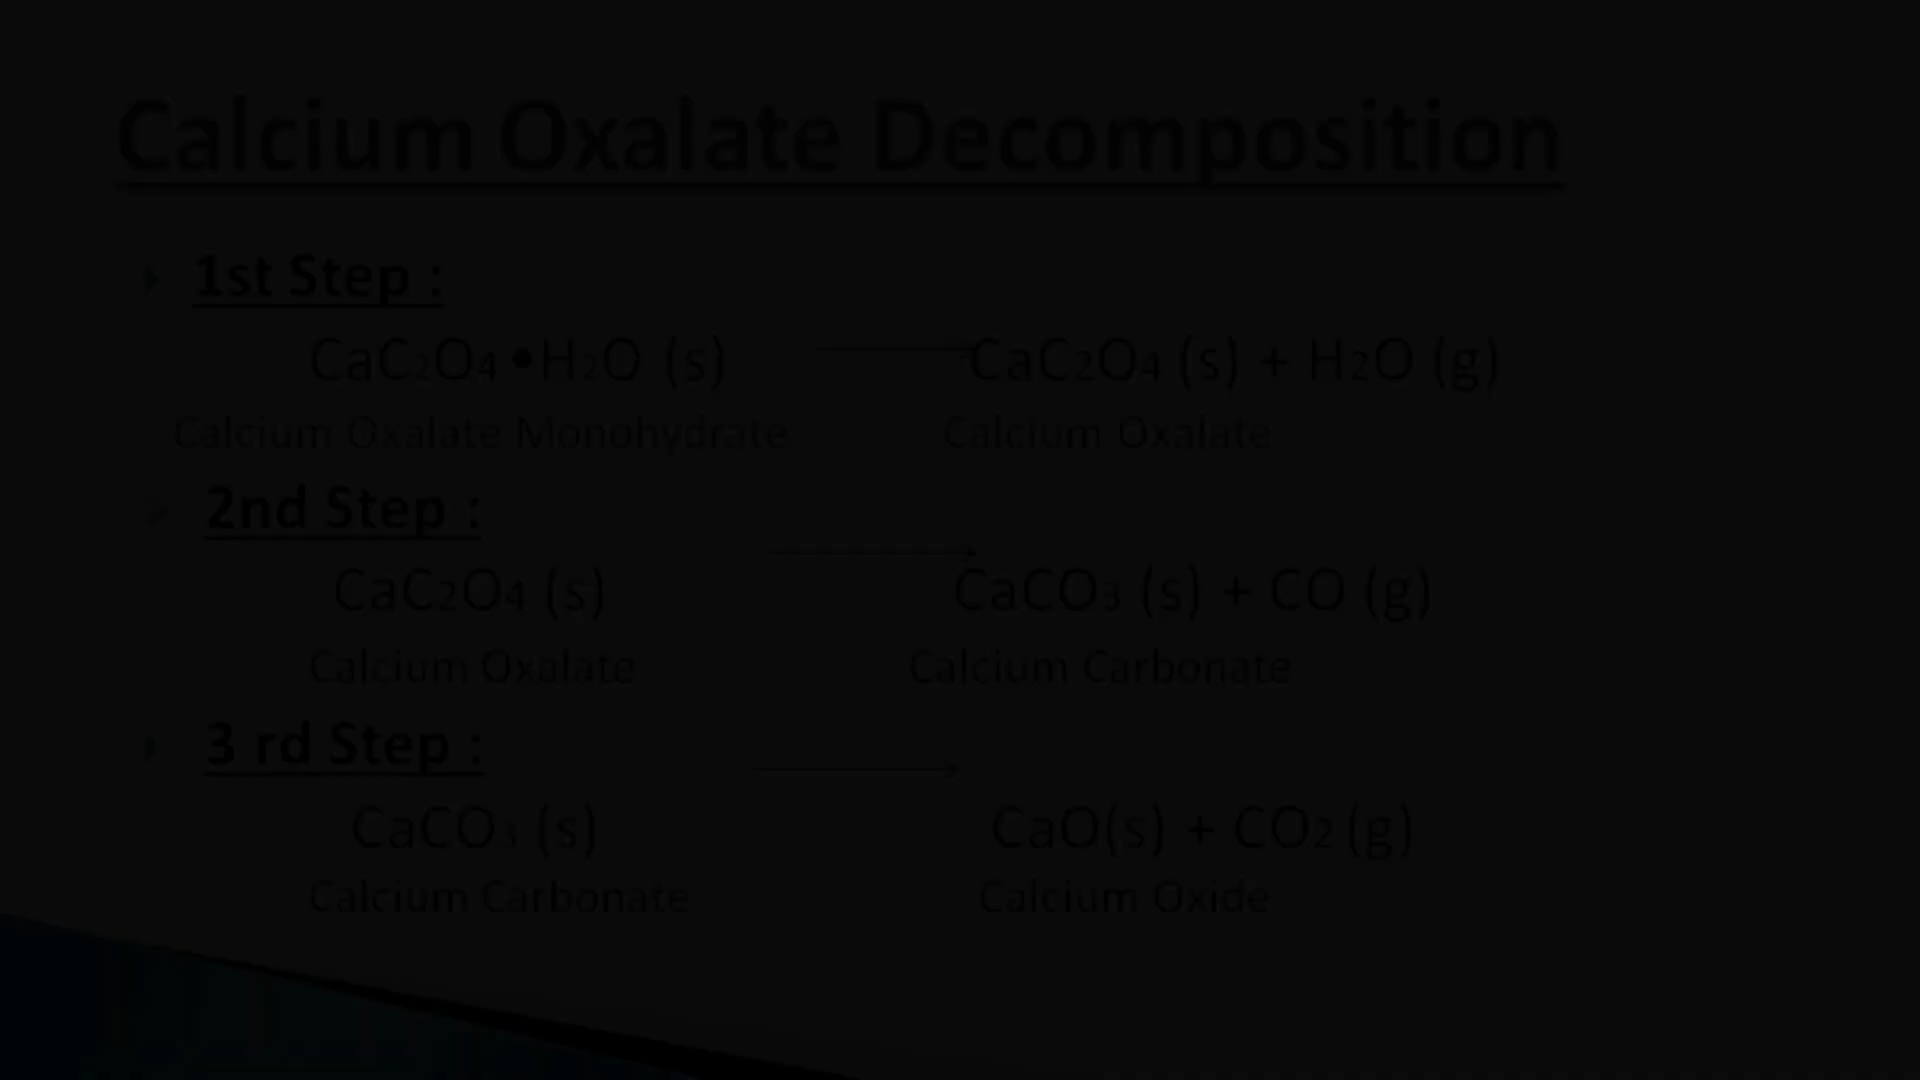 Calcium Oxalate Decomposition
1st Step :
CaC2O4 •H2O (s) CaC2O4 (s) + H2O (g)
Calcium Oxalate Monohydrate Calcium Oxalate
2nd Step :
CaC2O4 (s) CaCO3 (s) + CO (g)
Calcium Oxalate Calcium Carbonate
3 rd Step :
CaCO3 (s) CaO(s) + CO2 (g)
Calcium Carbonate Calcium Oxide